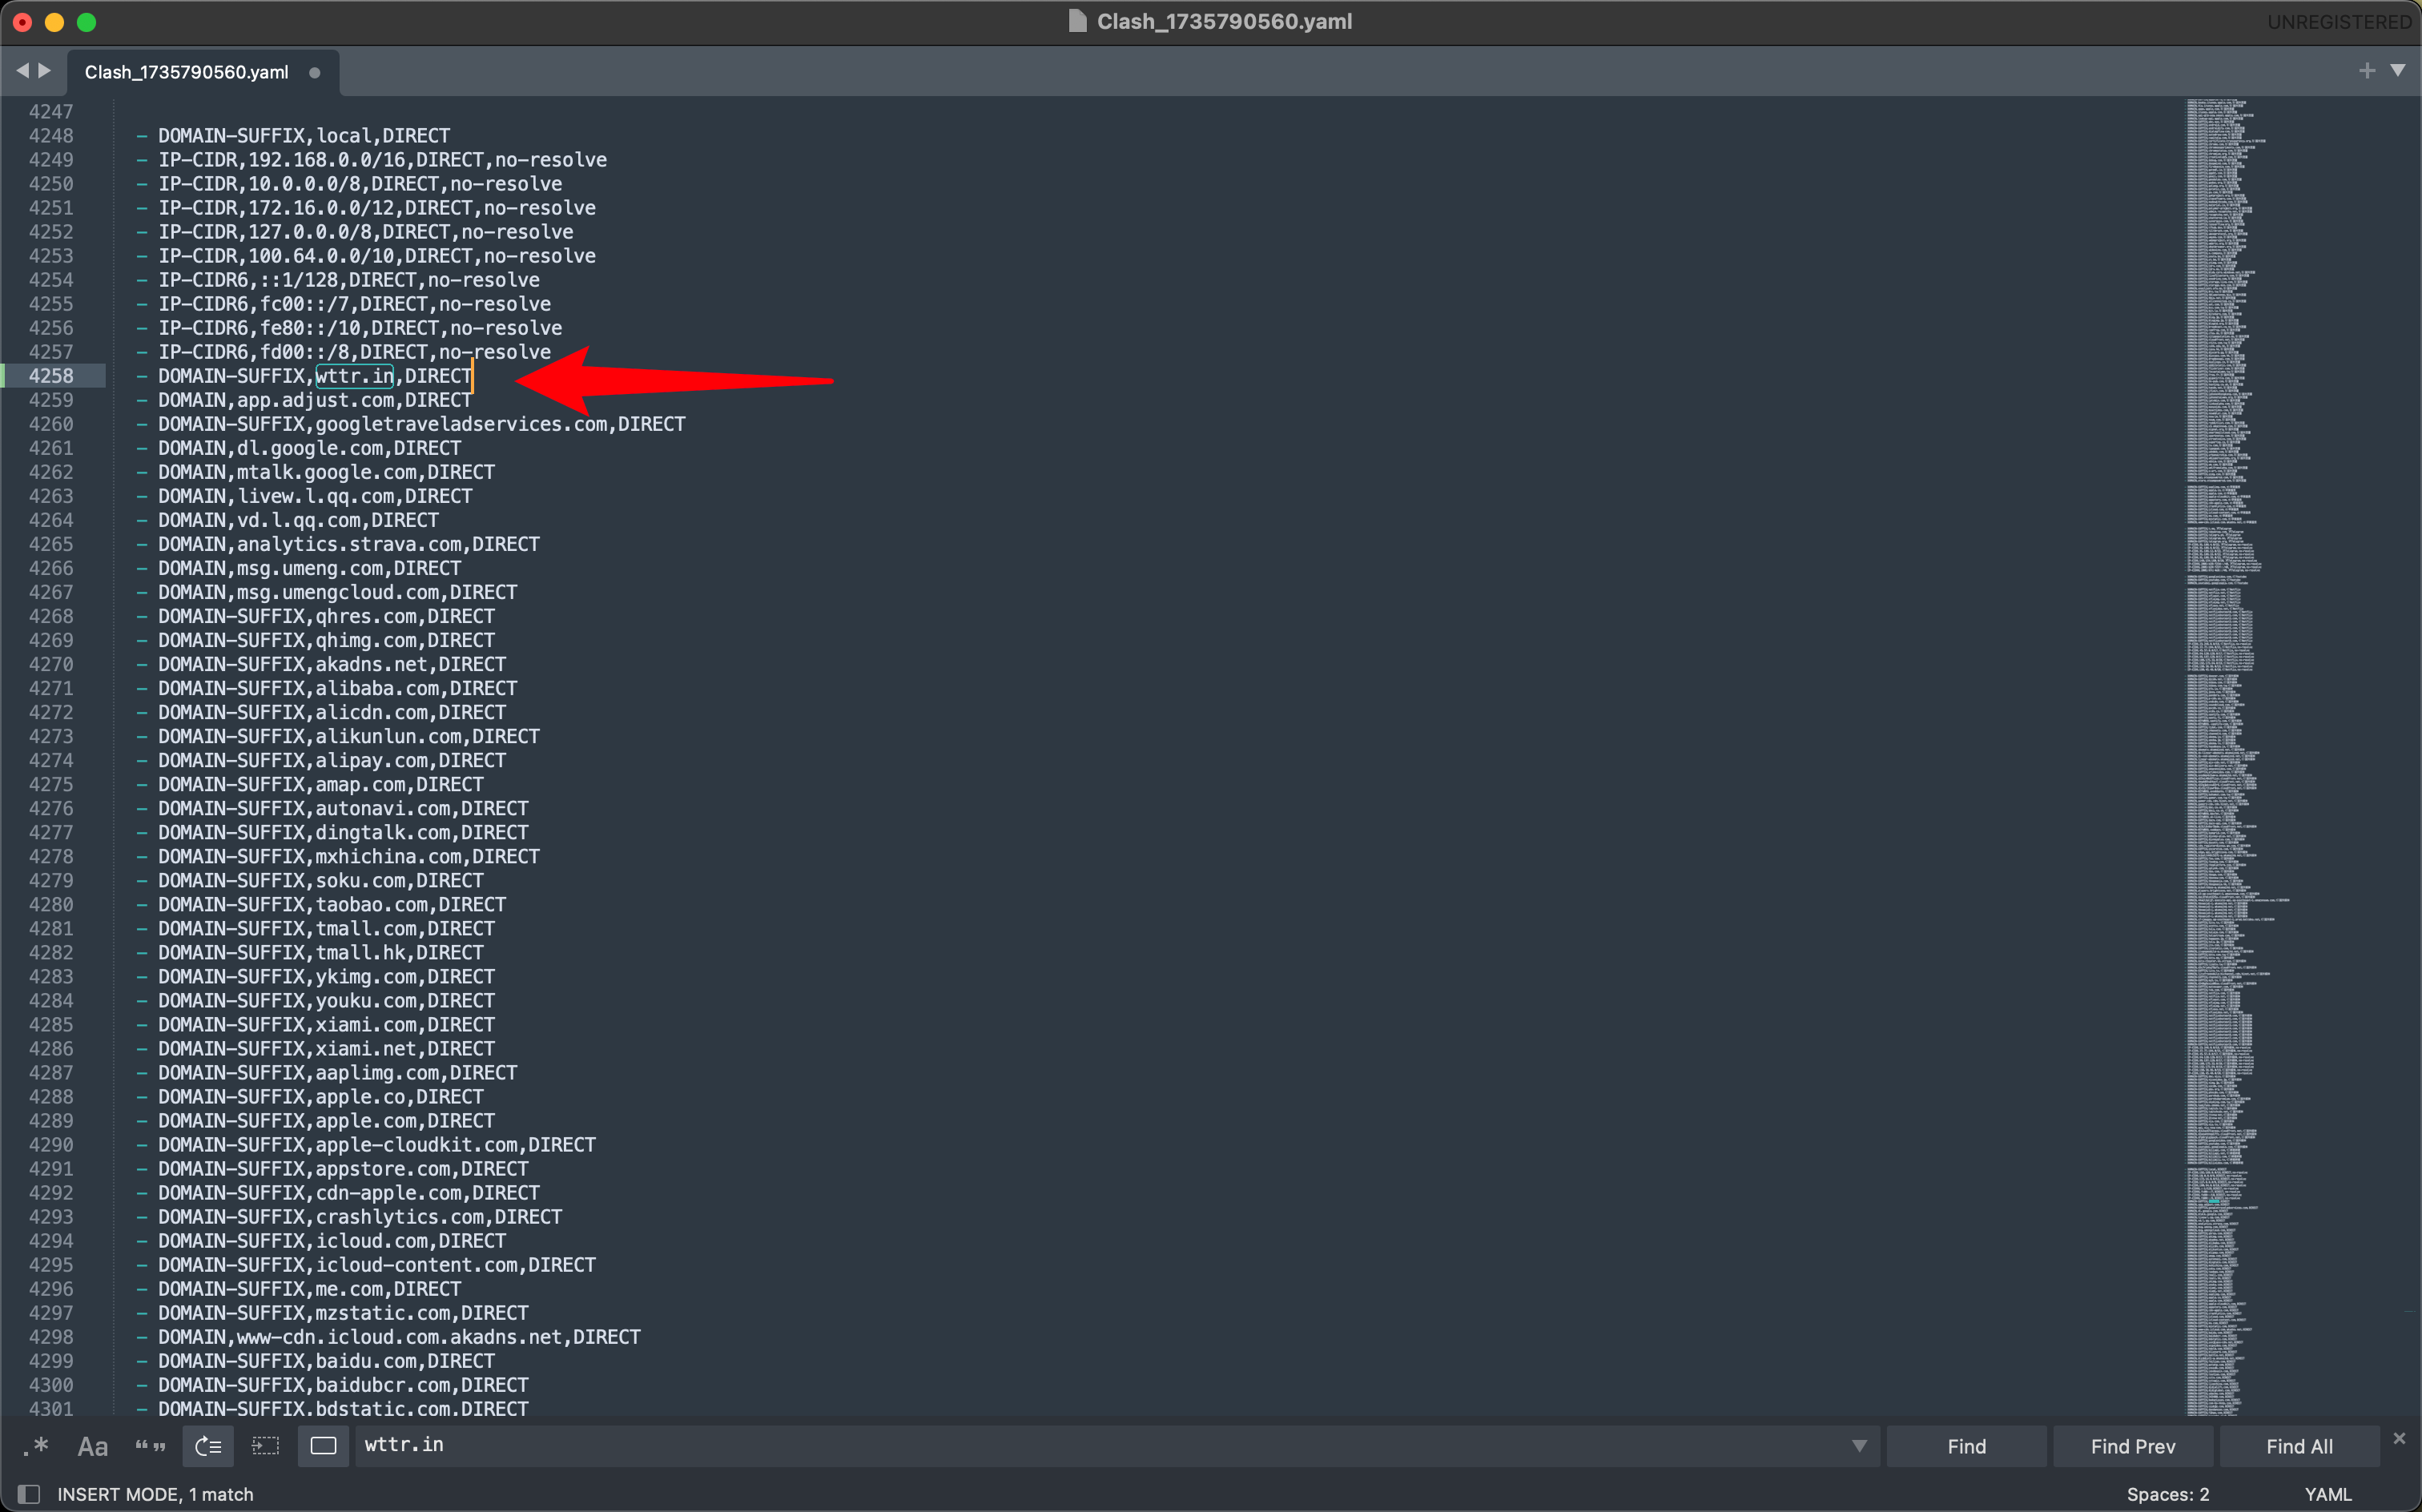 Clash_1735790560.yaml
UNREGISTERED
Clash_1735790560.yaml
4247
4248 - DOMAIN-SUFFIX,local,DIRECT
4249 - IP-CIDR,192.168.0.0/16,DIRECT,no-resolve
4250 - IP-CIDR,10.0.0.0/8,DIRECT,no-resolve
4251 - IP-CIDR,172.16.0.0/12,DIRECT,no-resolve
4252 - IP-CIDR,127.0.0.0/8,DIRECT,no-resolve
4253 - IP-CIDR,100.64.0.0/10,DIRECT,no-resolve
4254 - IP-CIDR6,::1/128,DIRECT,no-resolve
4255 - IP-CIDR6,fc00::/7,DIRECT,no-resolve
4256 - IP-CIDR6,fe80::/10,DIRECT,no-resolve
4257 - IP-CIDR6,fd00::/8,DIRECT,no-resolve
4258 - DOMAIN-SUFFIX,wttr.in,DIRECT
4259 - DOMAIN,app.adjust.com,DIRECT
4260 - DOMAIN-SUFFIX,googletraveladservices.com,DIRECT
4261 - DOMAIN,dl.google.com,DIRECT
4262 - DOMAIN,mtalk.google.com,DIRECT
4263 - DOMAIN,livew.l.qq.com,DIRECT
4264 - DOMAIN,vd.l.qq.com,DIRECT
4265 - DOMAIN,analytics.strava.com,DIRECT
4266 - DOMAIN,msg.umeng.com,DIRECT
4267 - DOMAIN,msg.umengcloud.com,DIRECT
4268 - DOMAIN-SUFFIX,qhres.com,DIRECT
4269 - DOMAIN-SUFFIX,qhimg.com,DIRECT
4270 - DOMAIN-SUFFIX,akadns.net,DIRECT
4271 - DOMAIN-SUFFIX,alibaba.com,DIRECT
4272 - DOMAIN-SUFFIX,alicdn.com,DIRECT
4273 - DOMAIN-SUFFIX,alikunlun.com,DIRECT
4274 - DOMAIN-SUFFIX,alipay.com,DIRECT
4275 - DOMAIN-SUFFIX,amap.com,DIRECT
4276 - DOMAIN-SUFFIX,autonavi.com,DIRECT
4277 - DOMAIN-SUFFIX,dingtalk.com,DIRECT
4278 - DOMAIN-SUFFIX,mxhichina.com,DIRECT
4279 - DOMAIN-SUFFIX,soku.com,DIRECT
4280 - DOMAIN-SUFFIX,taobao.com,DIRECT
4281 - DOMAIN-SUFFIX,tmall.com,DIRECT
4282 - DOMAIN-SUFFIX,tmall.hk,DIRECT
4283 - DOMAIN-SUFFIX,ykimg.com,DIRECT
4284 - DOMAIN-SUFFIX,youku.com,DIRECT
4285 - DOMAIN-SUFFIX,xiami.com,DIRECT
4286 - DOMAIN-SUFFIX,xiami.net,DIRECT
4287 - DOMAIN-SUFFIX,aaplimg.com,DIRECT
4288 - DOMAIN-SUFFIX,apple.co,DIRECT
4289 - DOMAIN-SUFFIX,apple.com,DIRECT
4290 - DOMAIN-SUFFIX,apple-cloudkit.com,DIRECT
4291 - DOMAIN-SUFFIX,appstore.com,DIRECT
4292 - DOMAIN-SUFFIX,cdn-apple.com,DIRECT
4293 - DOMAIN-SUFFIX,crashlytics.com,DIRECT
4294 - DOMAIN-SUFFIX,icloud.com,DIRECT
4295 - DOMAIN-SUFFIX,icloud-content.com,DIRECT
4296 - DOMAIN-SUFFIX,me.com,DIRECT
4297 - DOMAIN-SUFFIX,mzstatic.com,DIRECT
4298 - DOMAIN,www-cdn.icloud.com.akadns.net,DIRECT
4299 - DOMAIN-SUFFIX,baidu.com,DIRECT
4300 - DOMAIN-SUFFIX,baidubcr.com,DIRECT
4301 - DOMAIN-SUFFIX,bdstatic.com,DIRECT
.* Aa “” wttr.in Find Find Prev Find All
INSERT MODE, 1 match Spaces: 2 YAML